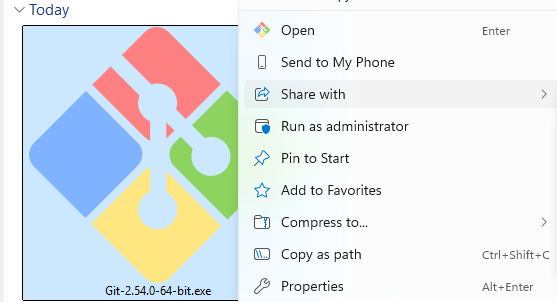 Today
Open Enter
Send to My Phone
Share with
Run as administrator
Pin to Start
Add to Favorites
Compress to...
Copy as path Ctrl+Shift+C
Properties Alt+Enter
Git-2.54.0-64-bit.exe